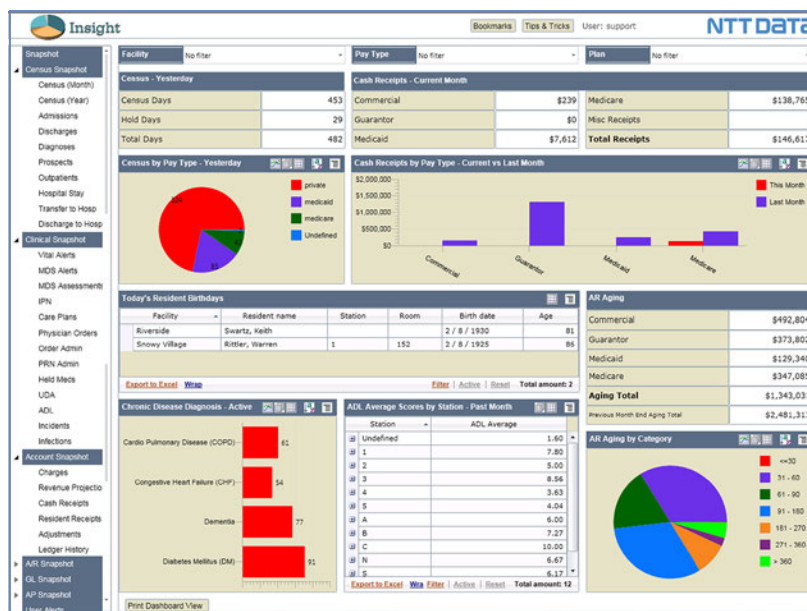 Insight
Bookmarks Tips & Tricks User: support
NTT DATA
Snapshot
Census Snapshot
Census (Month)
Census (Year)
Admissions
Discharges
Diagnoses
Prospects
Outpatients
Hospital Stay
Transfer to Hosp
Discharge to Hosp
Clinical Snapshot
Vital Alerts
MDS Alerts
MDS Assessments
IPN
Care Plans
Physician Orders
Order Admin
PRN Admin
Held Meds
UDA
ADL
Incidents
Infections
Account Snapshot
Charges
Revenue Projectio
Cash Receipts
Resident Receipts
Adjustments
Ledger History
A/R Snapshot
GL Snapshot
AP Snapshot
User Alerts
Facility No filter
Pay Type No filter
Plan No filter
Census - Yesterday
Census Days 453
Hold Days 29
Total Days 482
Cash Receipts - Current Month
Commercial $239 Medicare $138,765
Guarantor $0 Misc Receipts
Medicaid $7,612 Total Receipts $146,617
Census by Pay Type - Yesterday
private
medicaid
medicare
Undefined
Cash Receipts by Pay Type - Current vs Last Month
$2,000,000
$1,500,000
$1,000,000
$500,000
$0
Commercial
Guarantor
Medicaid
Medicare
This Month
Last Month
Today's Resident Birthdays
Facility Resident name Station Room Birth date Age
Riverside Swartz, Keith 2 / 8 / 1930 81
Snowy Village Rittler, Warren 1 152 2 / 8 / 1925 86
Export to Excel Wrap Filter | Active | Reset Total amount: 2
AR Aging
Commercial $492,804
Guarantor $373,802
Medicaid $129,340
Medicare $347,085
Aging Total $1,343,03
Previous Month End Aging Total $2,481,31
Chronic Disease Diagnosis - Active
Cardio Pulmonary Disease (COPD) 61
Congestive Heart Failure (CHF) 54
Dementia 77
Diabetes Mellitus (DM) 91
ADL Average Scores by Station - Past Month
Station ADL Average
Undefined 1.60
1 7.80
2 5.00
3 8.56
4 3.63
5 4.04
A 6.00
B 7.27
C 10.00
N 6.67
S 6.17
Export to Excel Wra Filter | Active | Reset Total amount: 12
AR Aging by Category
<=30
31 - 60
61 - 90
91 - 180
181 - 270
271 - 360
> 360
Print Dashboard View